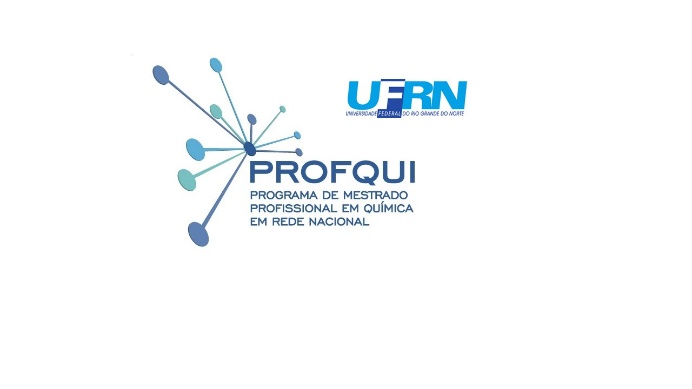 UFRN
UNIVERSIDADE FEDERAL DO RIO GRANDE DO NORTE
PROFQUI
PROGRAMA DE MESTRADO
PROFISSIONAL EM QUÍMICA
EM REDE NACIONAL